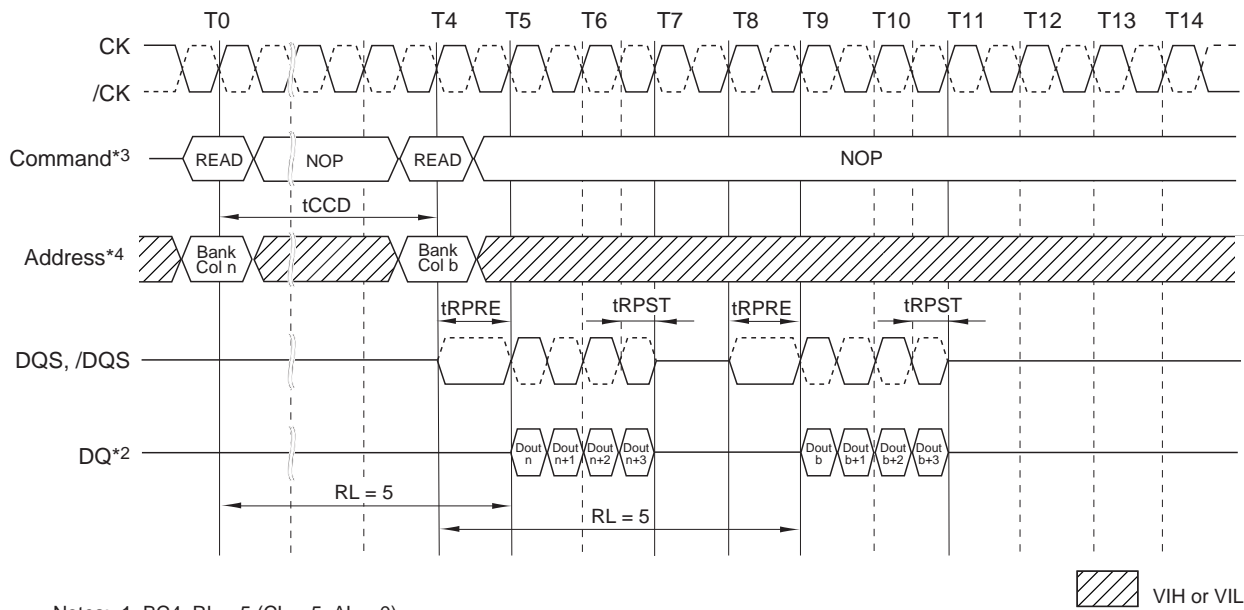 T0 T4 T5 T6 T7 T8 T9 T10 T11 T12 T13 T14
CK
/CK
Command*3 READ NOP READ NOP
tCCD
Address*4 Bank Col n Bank Col b
tRPRE tRPST tRPRE tRPST
DQS, /DQS
DQ*2 Dout n Dout n+1 Dout n+2 Dout n+3 Dout b Dout b+1 Dout b+2 Dout b+3
RL = 5
RL = 5
VIH or VIL